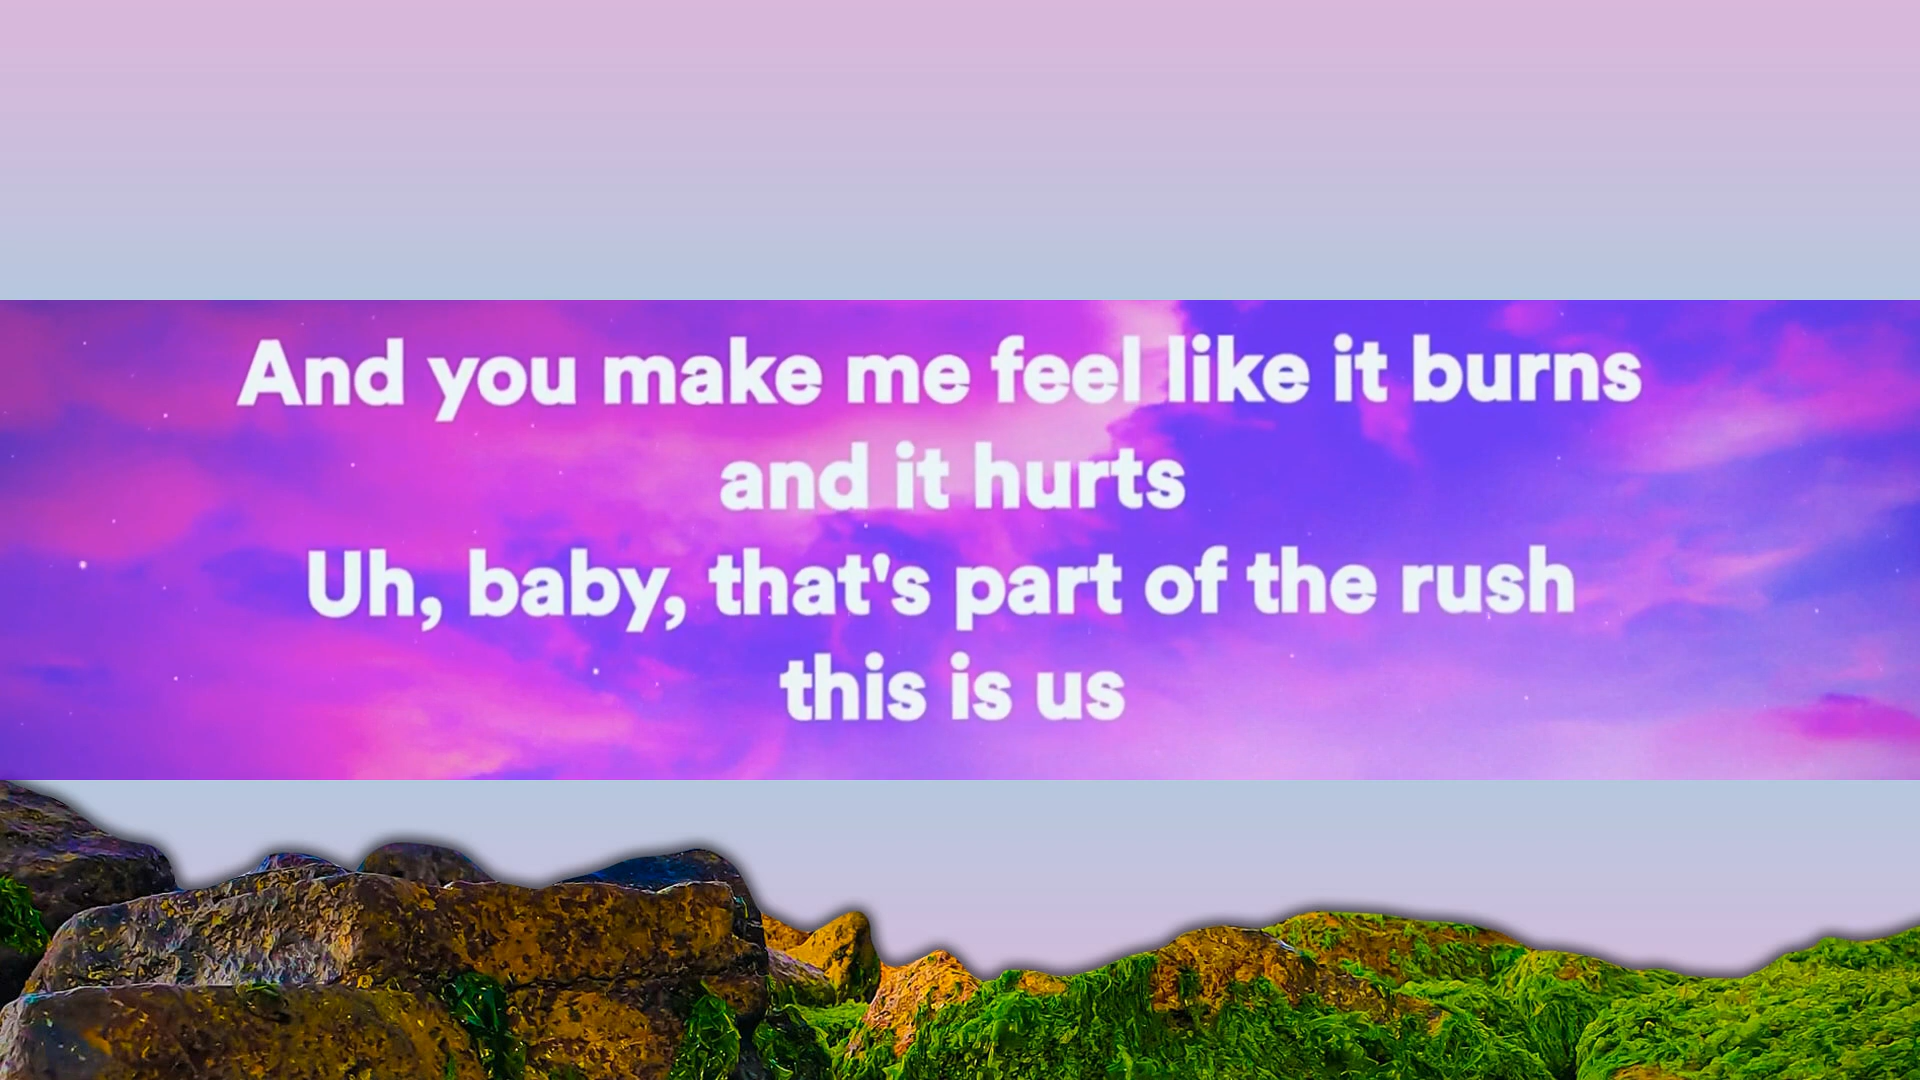 And you make me feel like it burns
and it hurts
Uh, baby, that's part of the rush
this is us